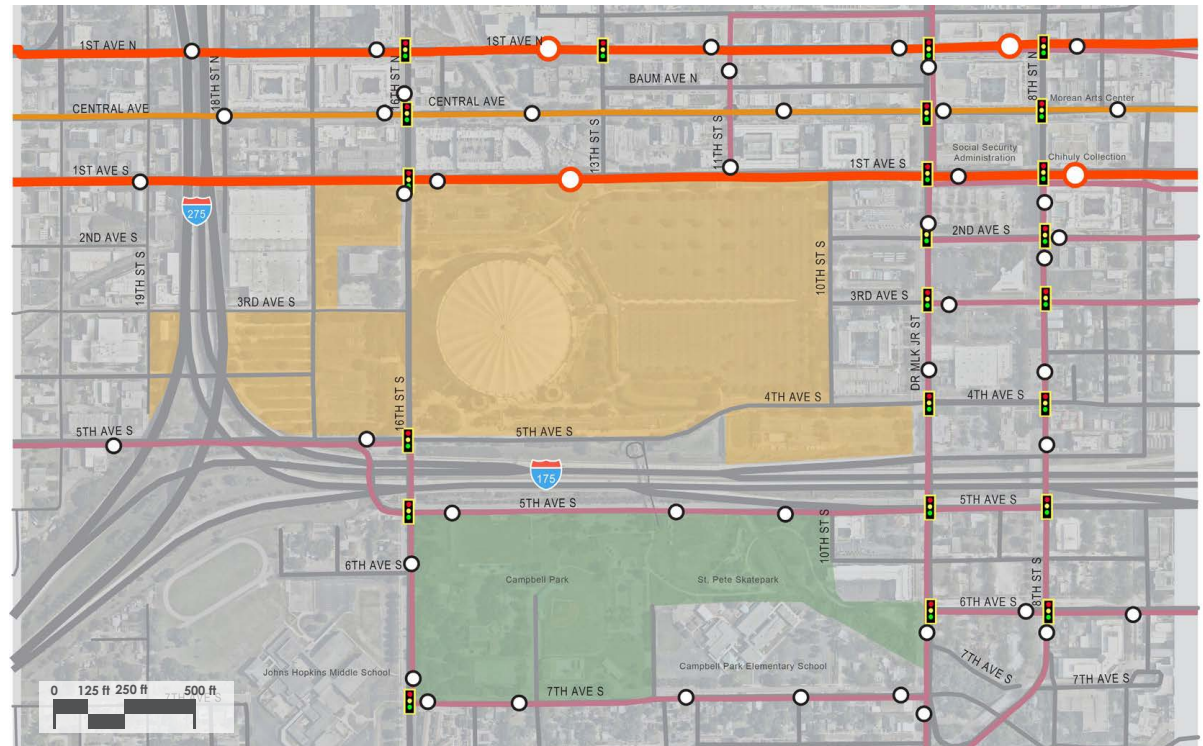 1ST AVE N
1ST AVE N
18TH ST N
16TH ST N
8TH ST N
BAUM AVE N
CENTRAL AVE
CENTRAL AVE
Morean Arts Center
13TH ST S
11TH ST S
1ST AVE S
1ST AVE S
Social Security
Administration
Chihuly Collection
275
2ND AVE S
2ND AVE S
19TH ST S
10TH ST S
3RD AVE S
3RD AVE S
DR MLK JR ST
16TH ST S
4TH AVE S
4TH AVE S
5TH AVE S
5TH AVE S
175
5TH AVE S
5TH AVE S
10TH ST S
6TH AVE S
Campbell Park
St. Pete Skatepark
8TH ST S
6TH AVE S
Johns Hopkins Middle School
Campbell Park Elementary School
7TH AVE S
7TH AVE S
7TH AVE S
0 125 ft 250 ft 500 ft
7TH AVE S